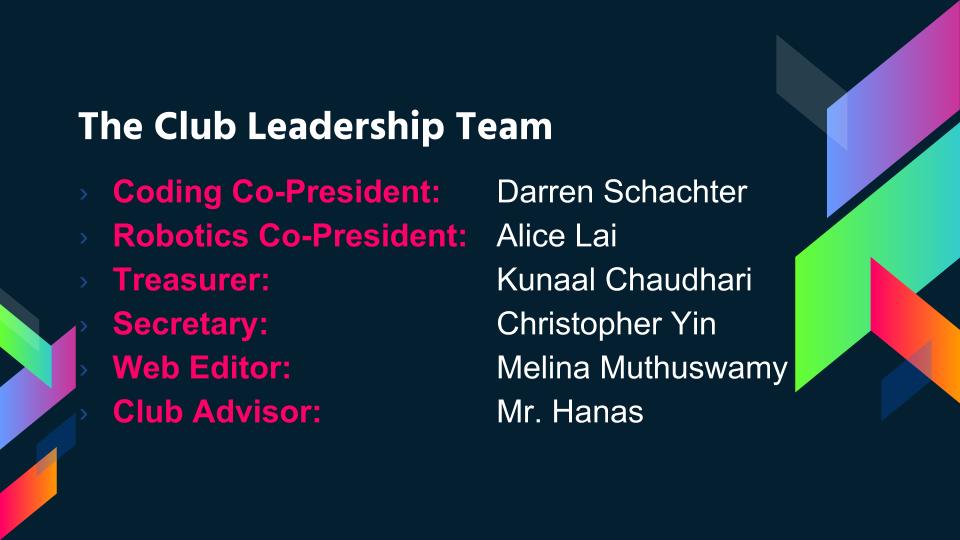 The Club Leadership Team
› Coding Co-President: Darren Schachter
› Robotics Co-President: Alice Lai
› Treasurer: Kunaal Chaudhari
› Secretary: Christopher Yin
› Web Editor: Melina Muthuswamy
› Club Advisor: Mr. Hanas